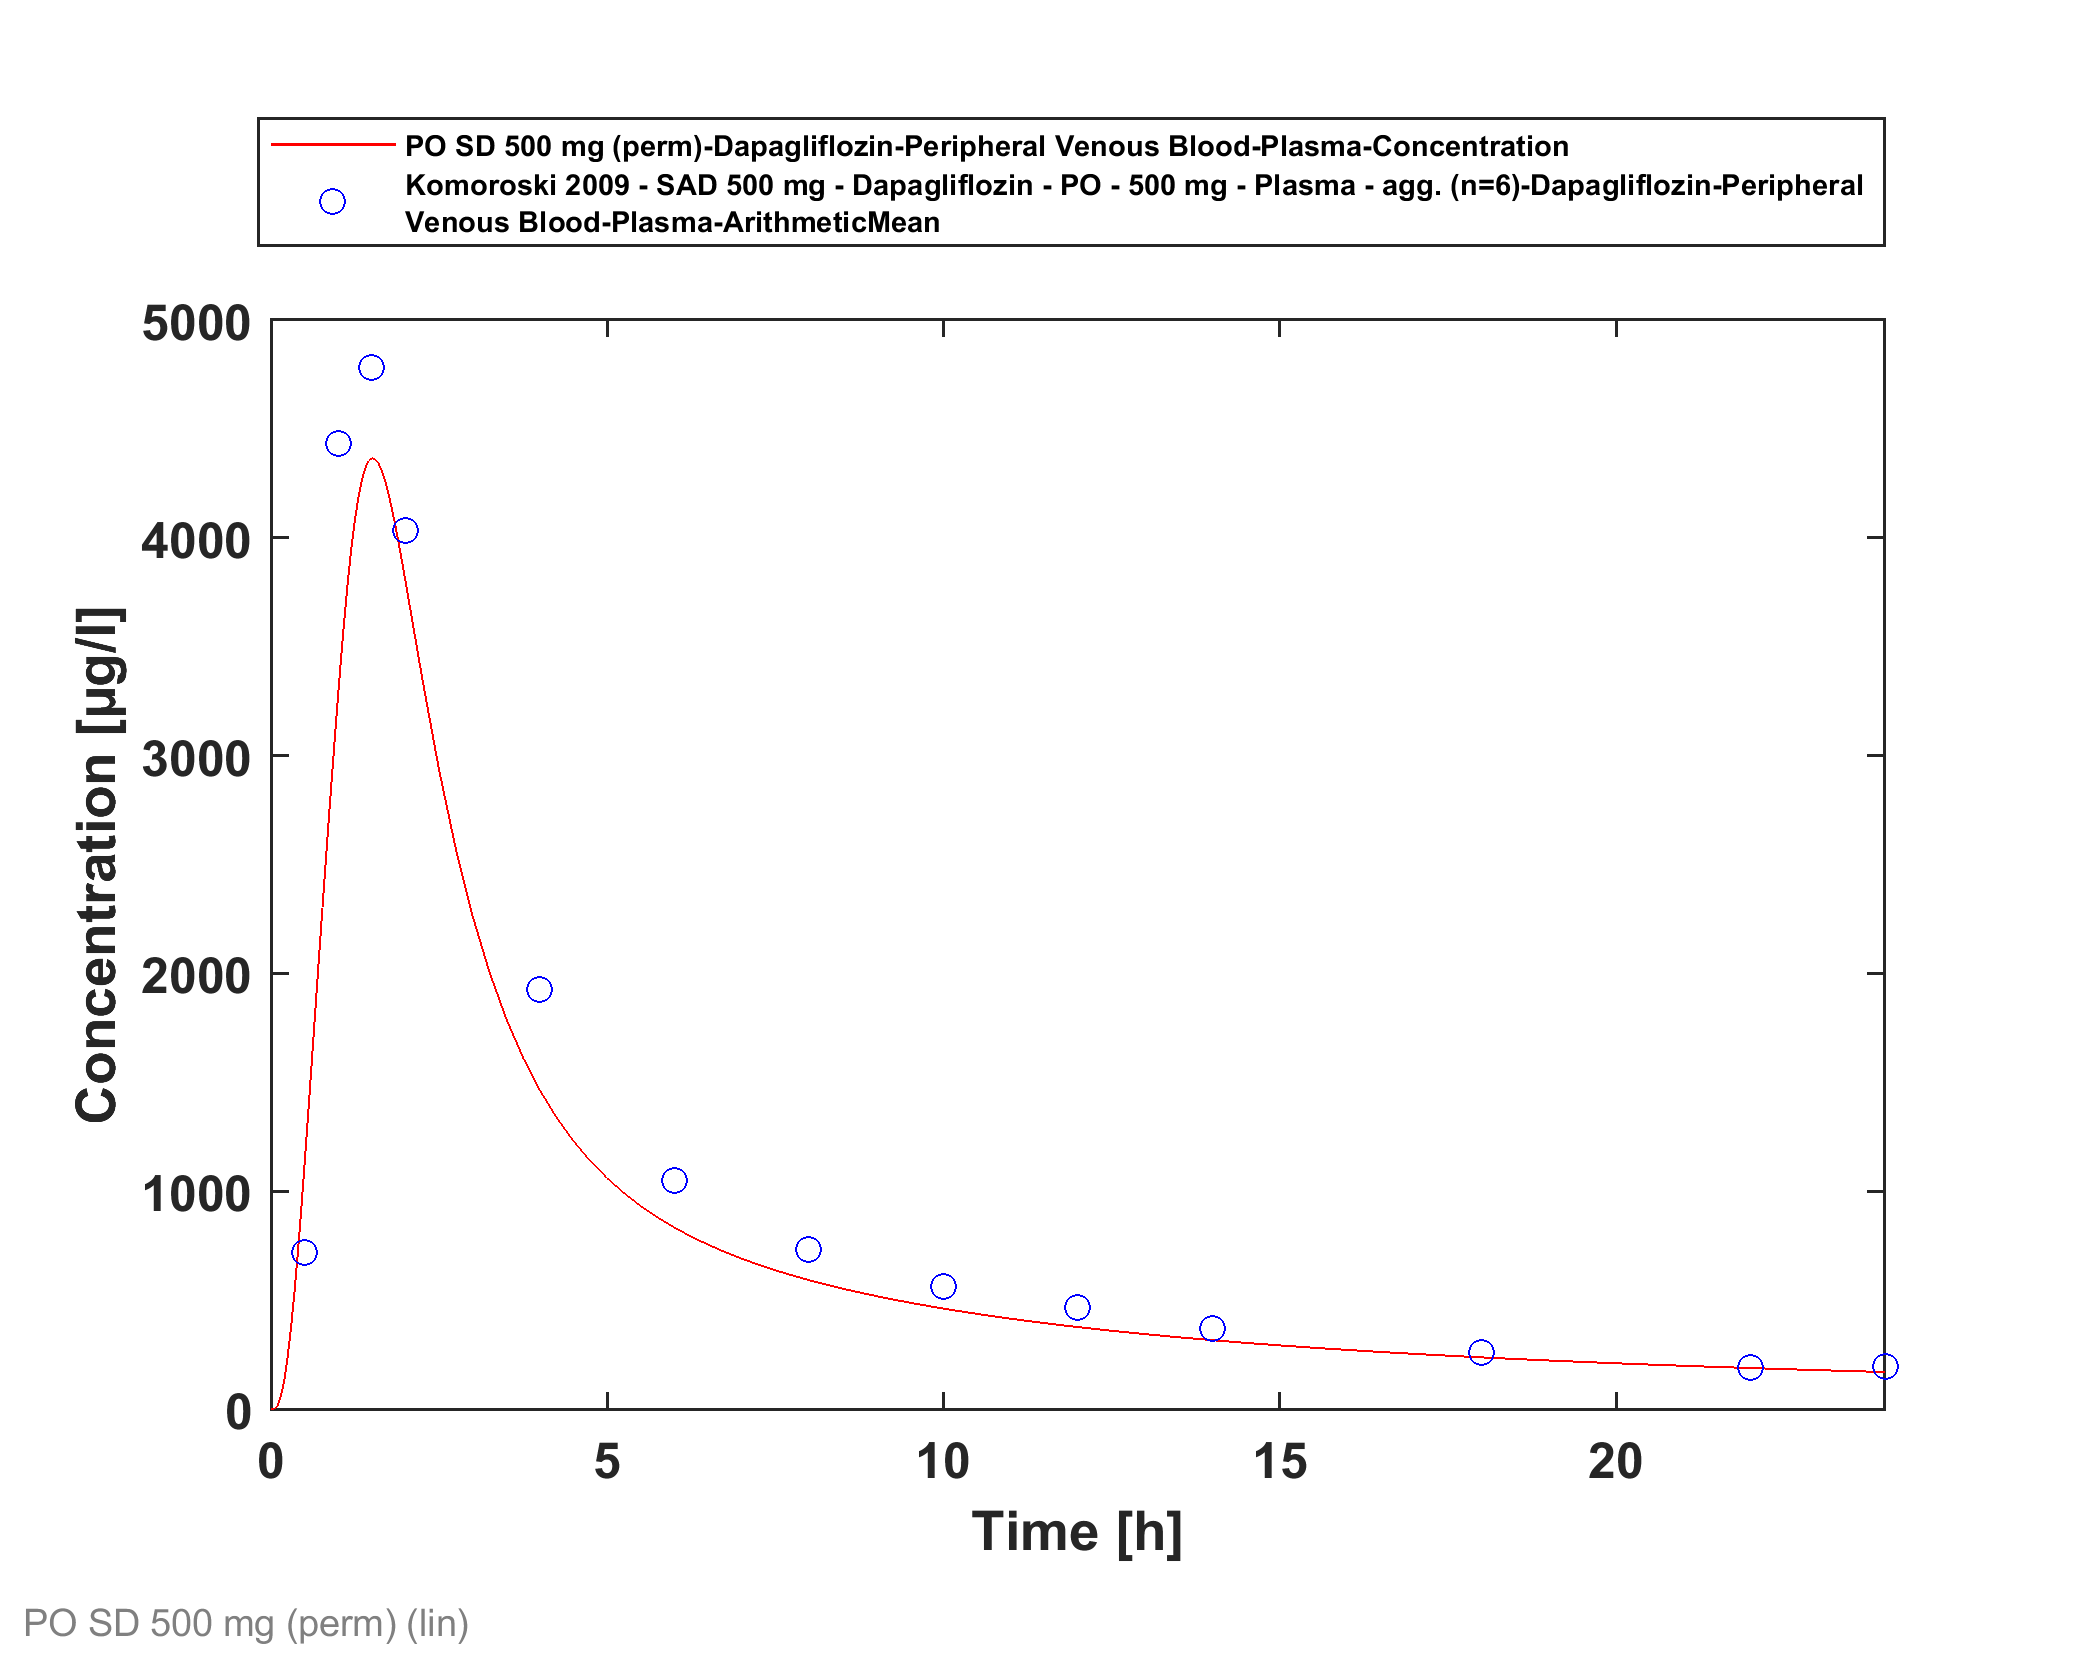 PO SD 500 mg (perm)-Dapagliflozin-Peripheral Venous Blood-Plasma-Concentration
Komoroski 2009 - SAD 500 mg - Dapagliflozin - PO - 500 mg - Plasma - agg. (n=6)-Dapagliflozin-Peripheral
Venous Blood-Plasma-ArithmeticMean
5000
4000
3000
2000
1000
0
Concentration [µg/l]
0 5 10 15 20
Time [h]
PO SD 500 mg (perm) (lin)